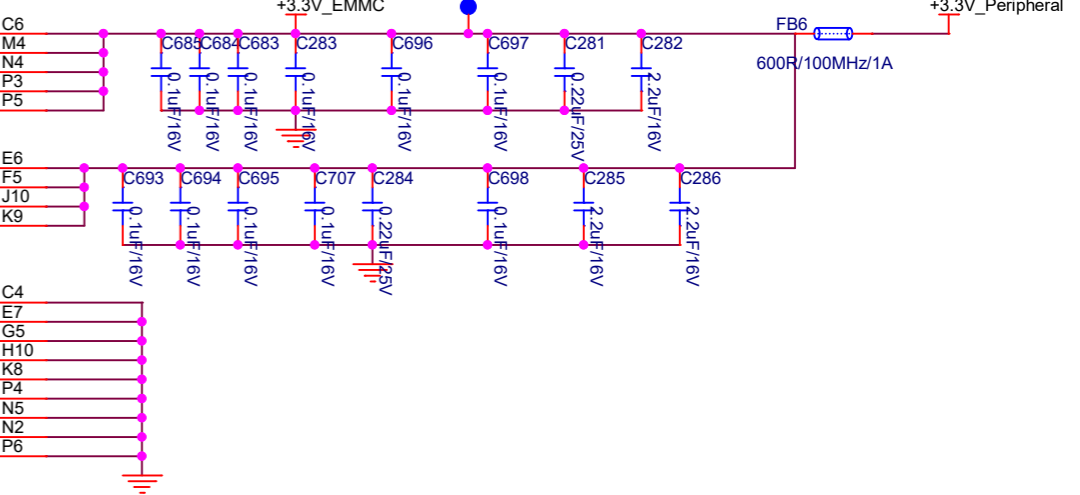 +3.3V_EMMC
+3.3V_Peripheral
C6
M4
N4
P3
P5
C685
C684
C683
C283
C696
C697
C281
C282
FB6
600R/100MHz/1A
0.1uF/16V
0.1uF/16V
0.1uF/16V
0.1uF/16V
0.1uF/16V
0.1uF/16V
0.22uF/25V
2.2uF/16V
E6
F5
J10
K9
C693
C694
C695
C707
C284
C698
C285
C286
0.1uF/16V
0.1uF/16V
0.1uF/16V
0.1uF/16V
0.22uF/25V
0.1uF/16V
2.2uF/16V
2.2uF/16V
C4
E7
G5
H10
K8
P4
N5
N2
P6